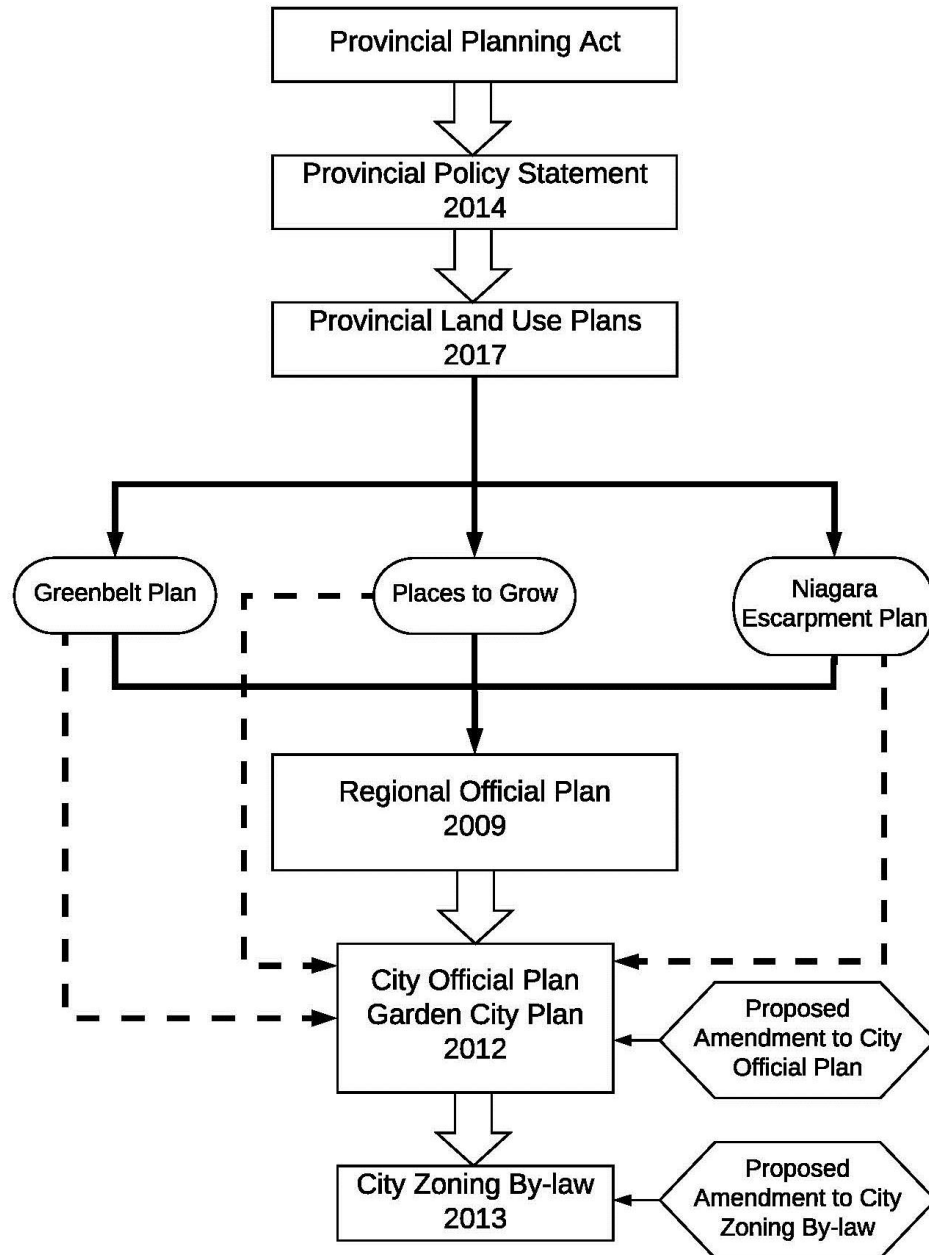 Provincial Planning Act
Provincial Policy Statement
2014
Provincial Land Use Plans
2017
Greenbelt Plan
Places to Grow
Niagara
Escarpment Plan
Regional Official Plan
2009
City Official Plan
Garden City Plan
2012
Proposed
Amendment to City
Official Plan
City Zoning By-law
2013
Proposed
Amendment to City
Zoning By-law